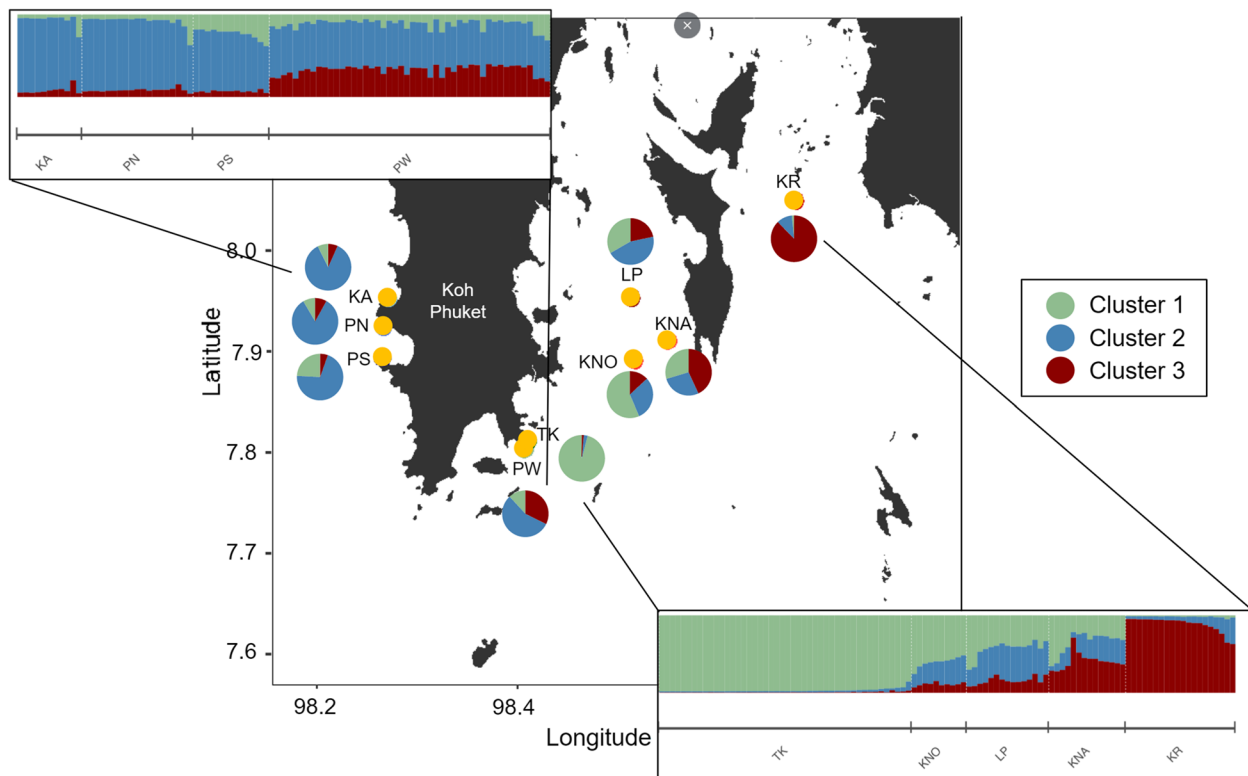 KA
PN
PS
PW
KR
8.0
LP
KA
Koh
Phuket
Cluster 1
PN
KNA
Cluster 2
Latitude
7.9
PS
KNO
Cluster 3
TK
7.8
PW
7.7
7.6
98.2
98.4
Longitude
TK
KNO
LP
KNA
KR